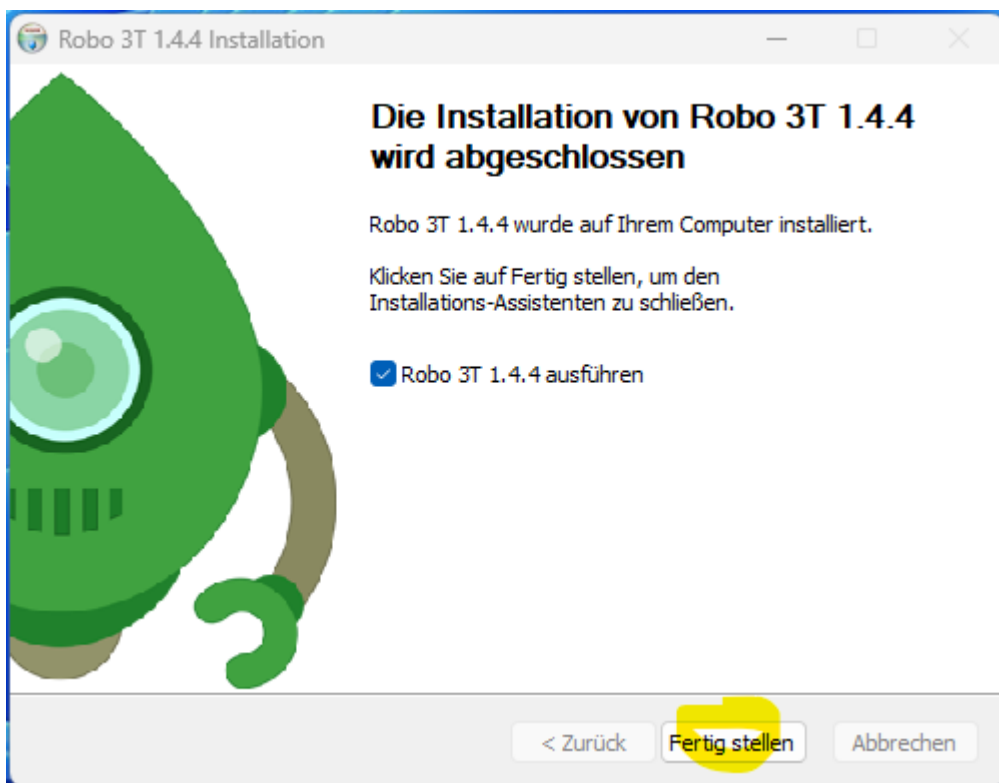 Robo 3T 1.4.4 Installation
Die Installation von Robo 3T 1.4.4
wird abgeschlossen
Robo 3T 1.4.4 wurde auf Ihrem Computer installiert.
Klicken Sie auf Fertig stellen, um den
Installations-Assistenten zu schließen.
Robo 3T 1.4.4 ausführen
< Zurück Fertig stellen Abbrechen